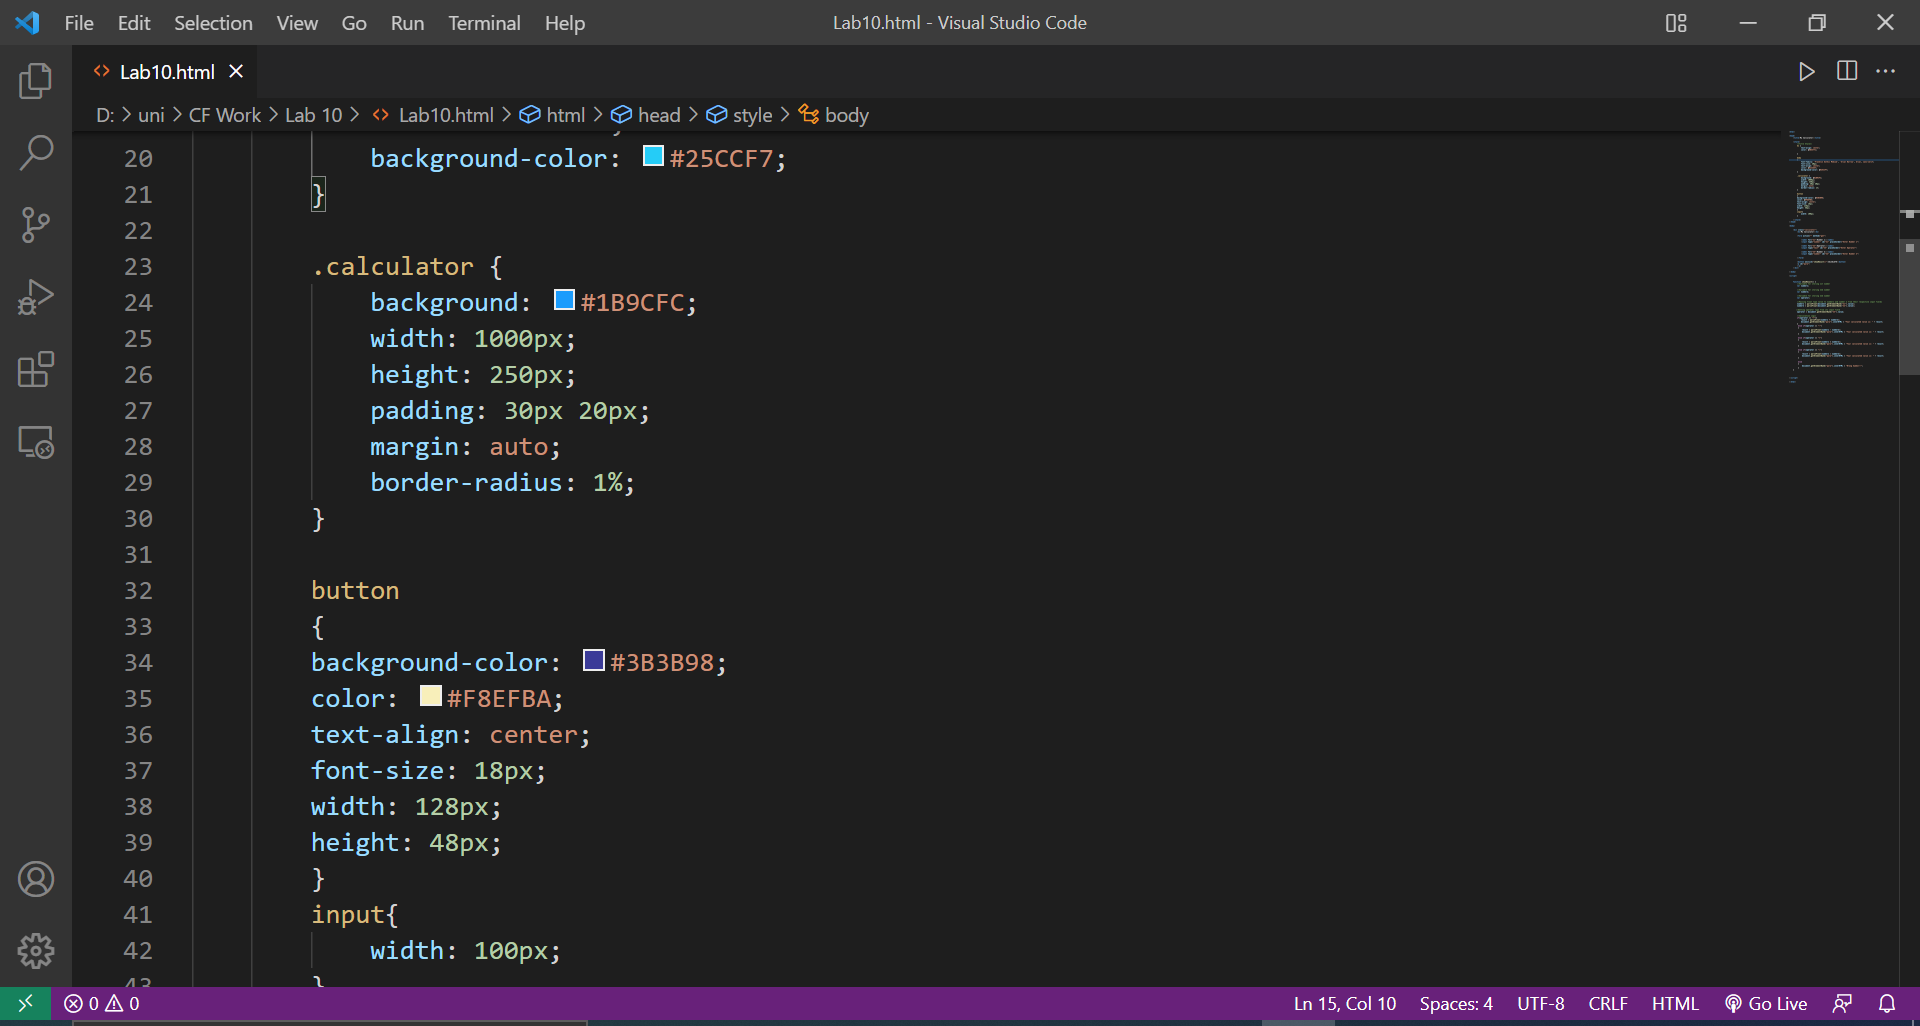 File Edit Selection View Go Run Terminal Help Lab10.html - Visual Studio Code
Lab10.html
D: > uni > CF Work > Lab 10 > Lab10.html > html > head > style > body
20 background-color: #25CCF7;
21 }
22
23 .calculator {
24 background: #1B9CFC;
25 width: 1000px;
26 height: 250px;
27 padding: 30px 20px;
28 margin: auto;
29 border-radius: 1%;
30 }
31
32 button
33 {
34 background-color: #3B3B98;
35 color: #F8EFBA;
36 text-align: center;
37 font-size: 18px;
38 width: 128px;
39 height: 48px;
40 }
41 input{
42 width: 100px;
43 }
0 0 Ln 15, Col 10 Spaces: 4 UTF-8 CRLF HTML Go Live